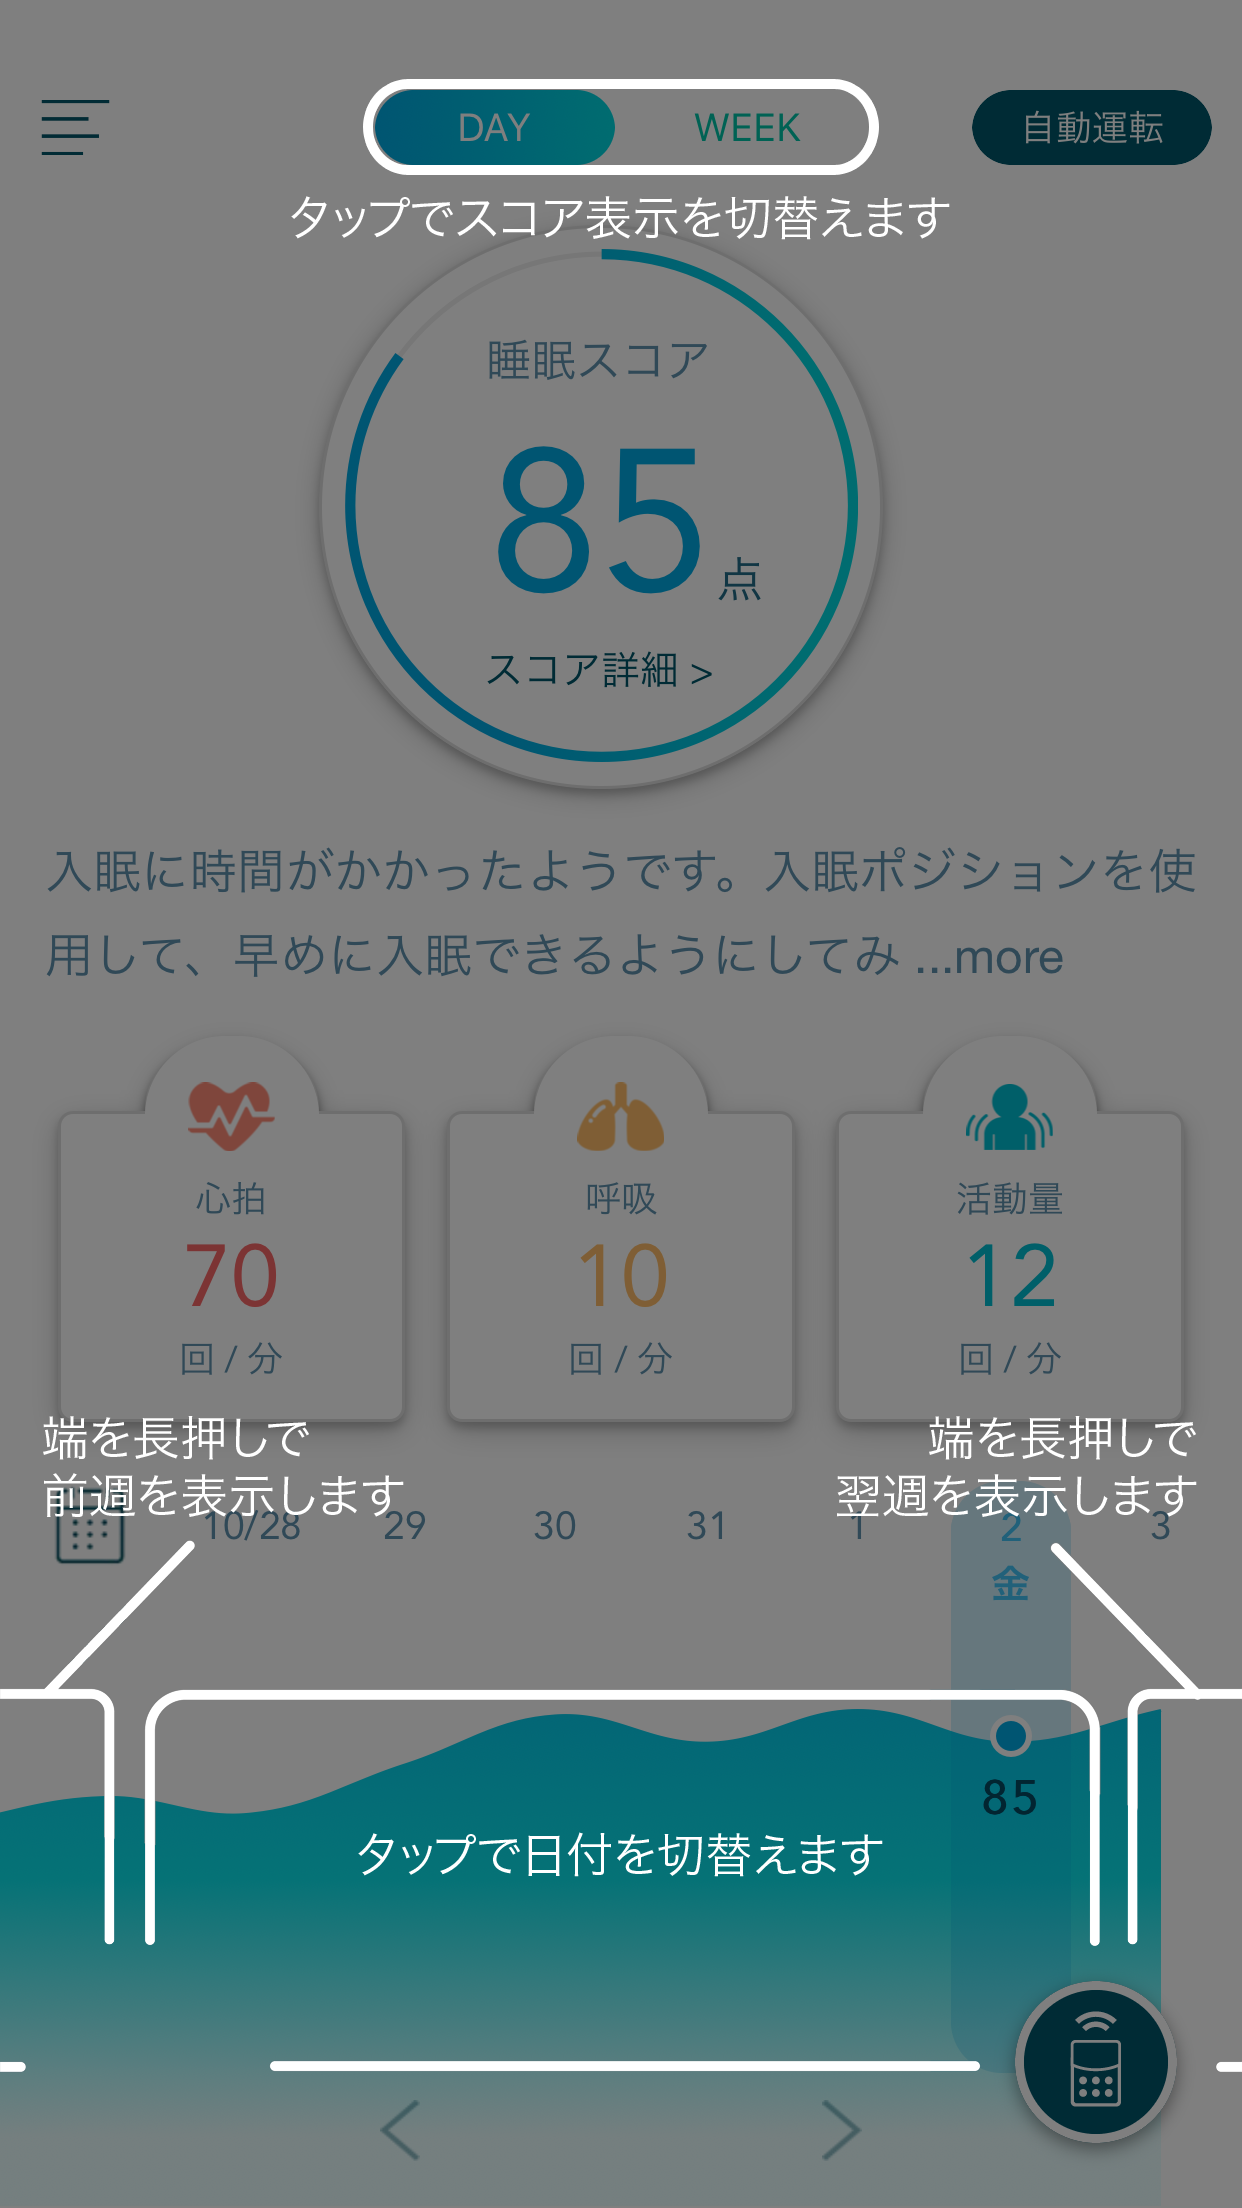 DAY
WEEK
自動運転
タップでスコア表示を切替えます
睡眠スコア
85 点
スコア詳細 >
入眠に時間がかかったようです。入眠ポジションを使
用して、早めに入眠できるようにしてみ ...more
心拍
70
回 / 分
呼吸
10
回 / 分
活動量
12
回 / 分
端を長押しで
前週を表示します
端を長押しで
翌週を表示します
10/28 29 30 31 1 2 3
金
85
タップで日付を切替えます